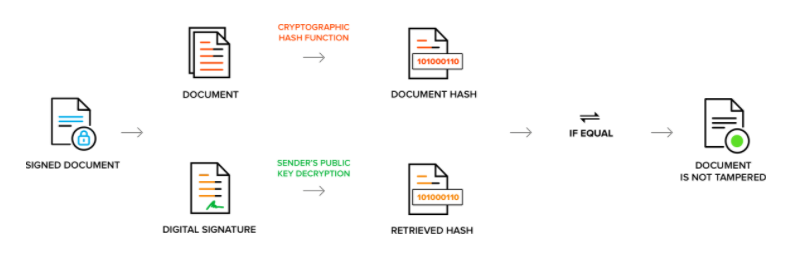 CRYPTOGRAPHIC
HASH FUNCTION
101000110
DOCUMENT
DOCUMENT HASH
SIGNED DOCUMENT
IF EQUAL
DOCUMENT
IS NOT TAMPERED
SENDER'S PUBLIC
KEY DECRYPTION
101000110
DIGITAL SIGNATURE
RETRIEVED HASH